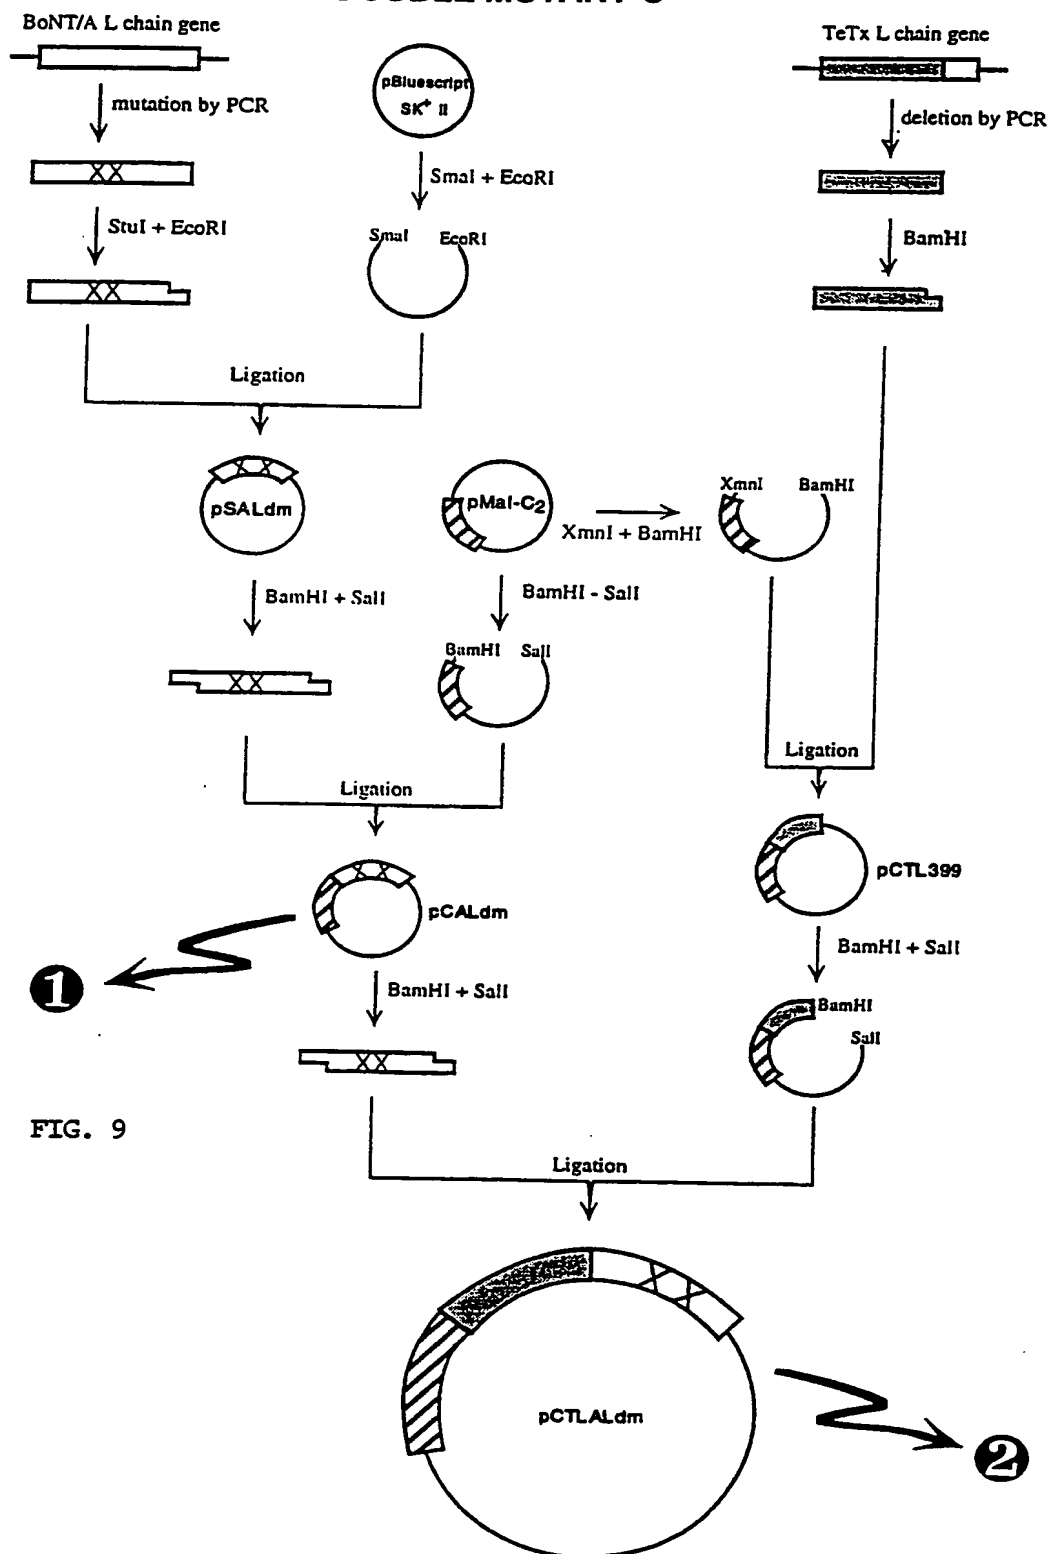 BoNT/A L chain gene
TeTx L chain gene
pBluescript
SK+ II
mutation by PCR
deletion by PCR
SmaI + EcoRI
StuI + EcoRI
SmaI EcoRI
BamHI
Ligation
pSALdm
pMal-C2
XmnI + BamHI
XmnI BamHI
BamHI + SalI
BamHI - SalI
BamHI SalI
Ligation
Ligation
pCALdm
pCTL399
1
BamHI + SalI
BamHI + SalI
BamHI
SalI
FIG. 9
Ligation
pCTLALdm
2